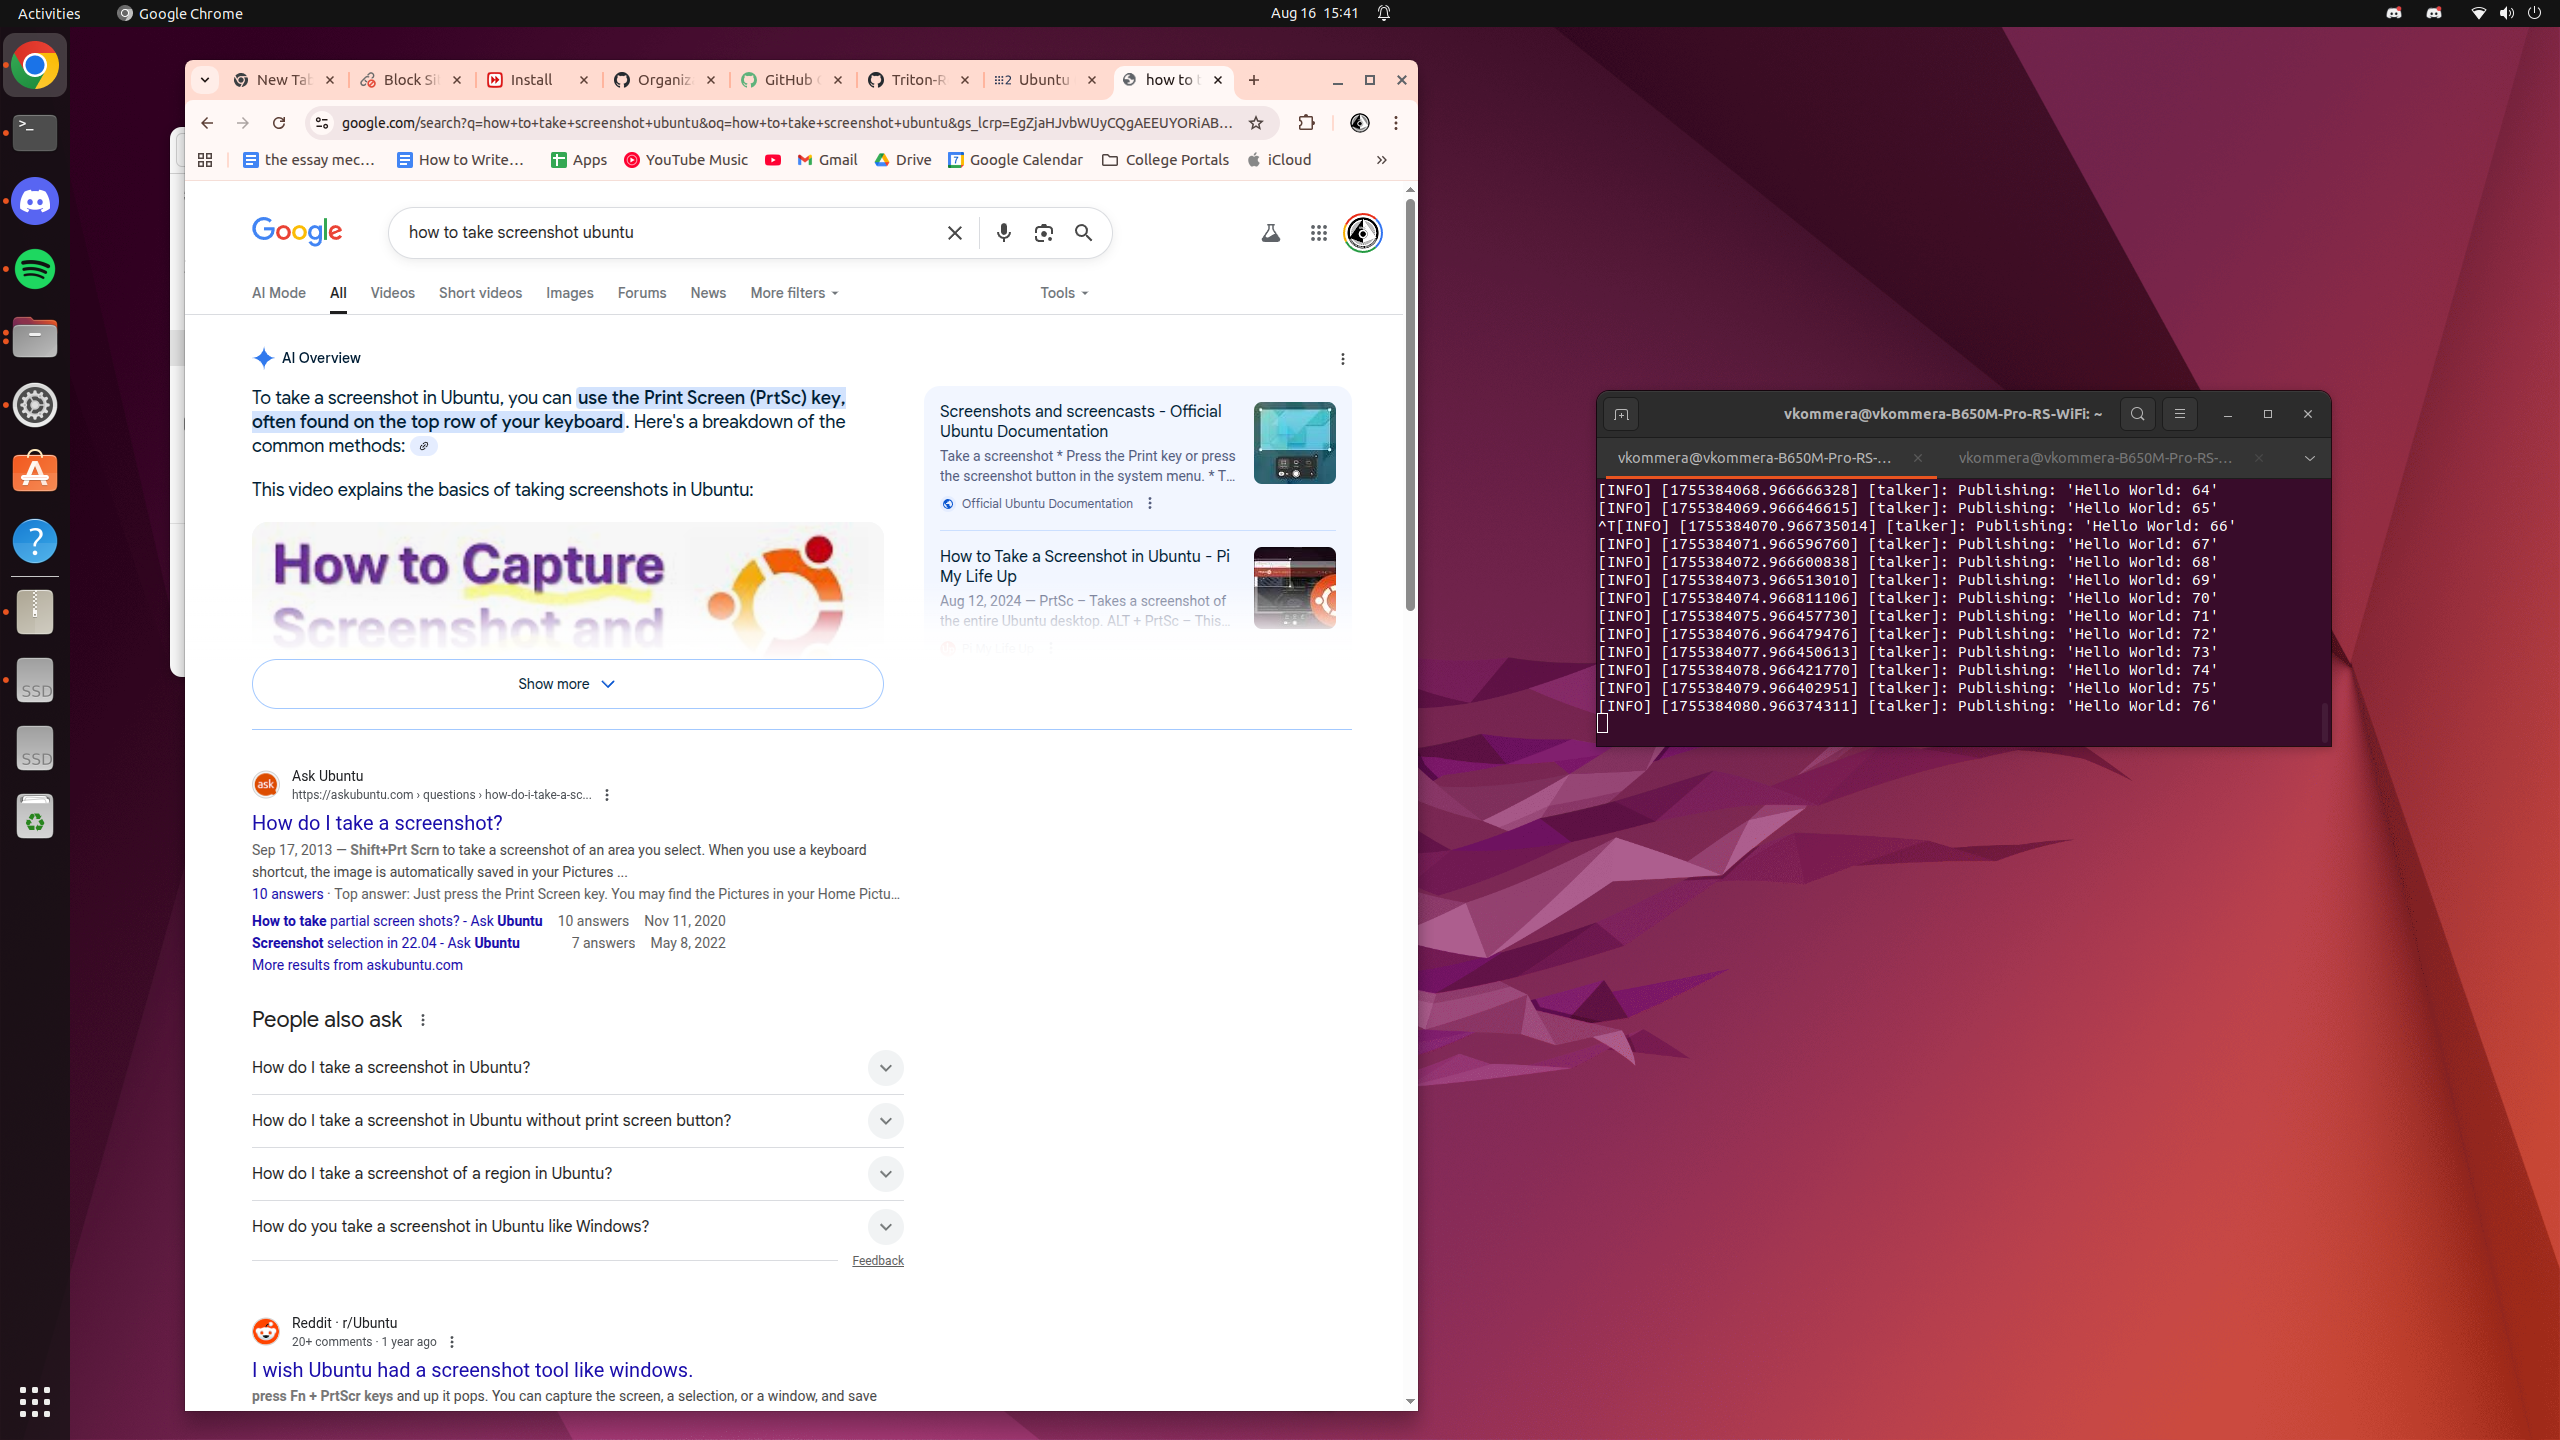 Activities
Google Chrome
Aug 16 15:41
New Tab
Block Si
Install
Organiz
GitHub
Triton-R
Ubuntu
how to t
google.com/search?q=how+to+take+screenshot+ubuntu&oq=how+to+take+screenshot+ubuntu&gs_lcrp=EgZjaHJvbWUyCQgAEEUYORiAB...
the essay mec...
How to Write...
Apps
YouTube Music
Gmail
Drive
Google Calendar
College Portals
iCloud
»
Google
how to take screenshot ubuntu
AI Mode
All
Videos
Short videos
Images
Forums
News
More filters
Tools
AI Overview
To take a screenshot in Ubuntu, you can use the Print Screen (PrtSc) key,
often found on the top row of your keyboard. Here's a breakdown of the
common methods:
This video explains the basics of taking screenshots in Ubuntu:
How to Capture
Screenshot and
Show more
Screenshots and screencasts - Official
Ubuntu Documentation
Take a screenshot * Press the Print key or press
the screenshot button in the system menu. * T...
Official Ubuntu Documentation
How to Take a Screenshot in Ubuntu - Pi
My Life Up
Aug 12, 2024 — PrtSc – Takes a screenshot of
the entire Ubuntu desktop. ALT + PrtSc – This...
ask
Ask Ubuntu
https://askubuntu.com › questions › how-do-i-take-a-sc...
How do I take a screenshot?
Sep 17, 2013 — Shift+Prt Scrn to take a screenshot of an area you select. When you use a keyboard
shortcut, the image is automatically saved in your Pictures ...
10 answers · Top answer: Just press the Print Screen key. You may find the Pictures in your Home Pictu...
How to take partial screen shots? - Ask Ubuntu 10 answers Nov 11, 2020
Screenshot selection in 22.04 - Ask Ubuntu 7 answers May 8, 2022
More results from askubuntu.com
People also ask
How do I take a screenshot in Ubuntu?
How do I take a screenshot in Ubuntu without print screen button?
How do I take a screenshot of a region in Ubuntu?
How do you take a screenshot in Ubuntu like Windows?
Feedback
Reddit · r/Ubuntu
20+ comments · 1 year ago
I wish Ubuntu had a screenshot tool like windows.
press Fn + PrtScr keys and up it pops. You can capture the screen, a selection, or a window, and save
SSD
SSD
vkommera@vkommera-B650M-Pro-RS-WiFi: ~
vkommera@vkommera-B650M-Pro-RS-...
vkommera@vkommera-B650M-Pro-RS-...
[INFO] [1755384068.966666328] [talker]: Publishing: 'Hello World: 64'
[INFO] [1755384069.966646615] [talker]: Publishing: 'Hello World: 65'
^T[INFO] [1755384070.966735014] [talker]: Publishing: 'Hello World: 66'
[INFO] [1755384071.966596760] [talker]: Publishing: 'Hello World: 67'
[INFO] [1755384072.966600838] [talker]: Publishing: 'Hello World: 68'
[INFO] [1755384073.966513010] [talker]: Publishing: 'Hello World: 69'
[INFO] [1755384074.966811106] [talker]: Publishing: 'Hello World: 70'
[INFO] [1755384075.966457730] [talker]: Publishing: 'Hello World: 71'
[INFO] [1755384076.966479476] [talker]: Publishing: 'Hello World: 72'
[INFO] [1755384077.966450613] [talker]: Publishing: 'Hello World: 73'
[INFO] [1755384078.966421770] [talker]: Publishing: 'Hello World: 74'
[INFO] [1755384079.966402951] [talker]: Publishing: 'Hello World: 75'
[INFO] [1755384080.966374311] [talker]: Publishing: 'Hello World: 76'